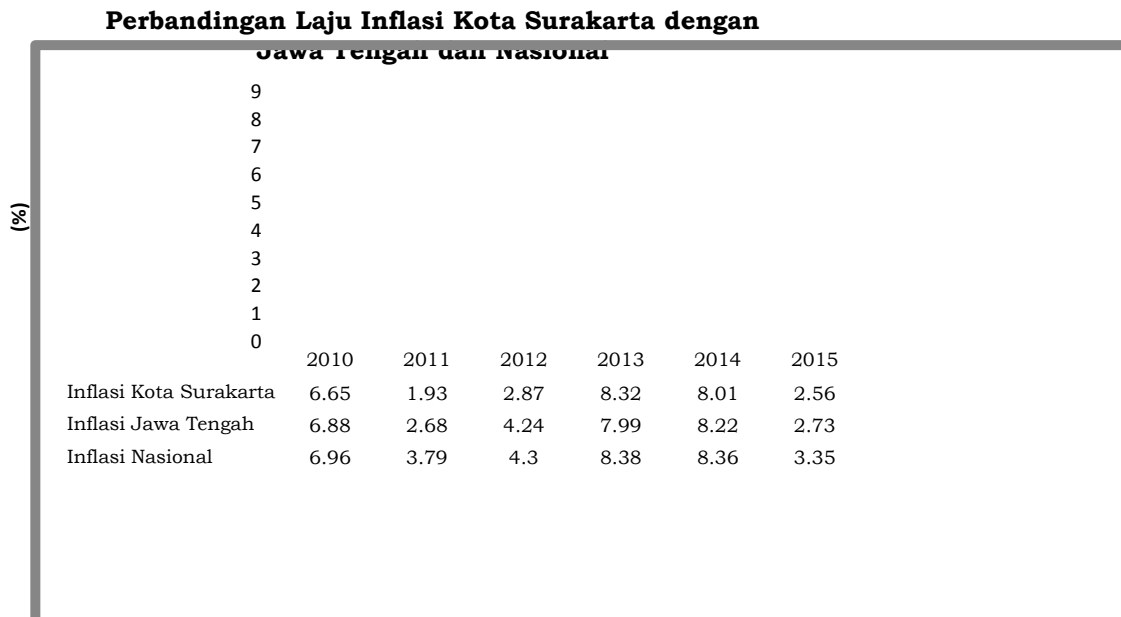 Perbandingan Laju Inflasi Kota Surakarta dengan
Jawa Tengah dan Nasional
9
8
7
6
5
4
3
2
1
0
(%)
2010 2011 2012 2013 2014 2015
Inflasi Kota Surakarta 6.65 1.93 2.87 8.32 8.01 2.56
Inflasi Jawa Tengah 6.88 2.68 4.24 7.99 8.22 2.73
Inflasi Nasional 6.96 3.79 4.3 8.38 8.36 3.35